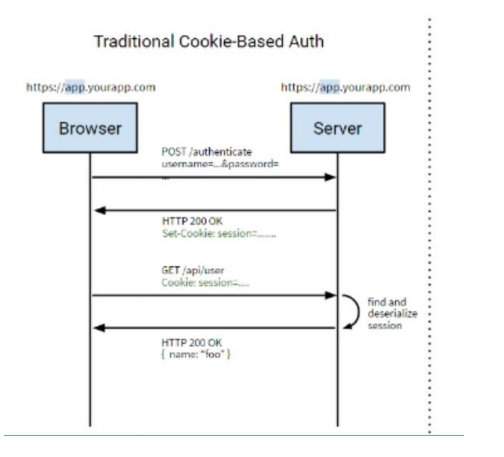 Traditional Cookie-Based Auth
https://app.yourapp.com
https://app.yourapp.com
Browser
Server
POST /authenticate
username=...&password=
...
HTTP 200 OK
Set-Cookie: session=.......
GET /api/user
Cookie: session=....
find and
deserialize
session
HTTP 200 OK
{ name: "foo" }